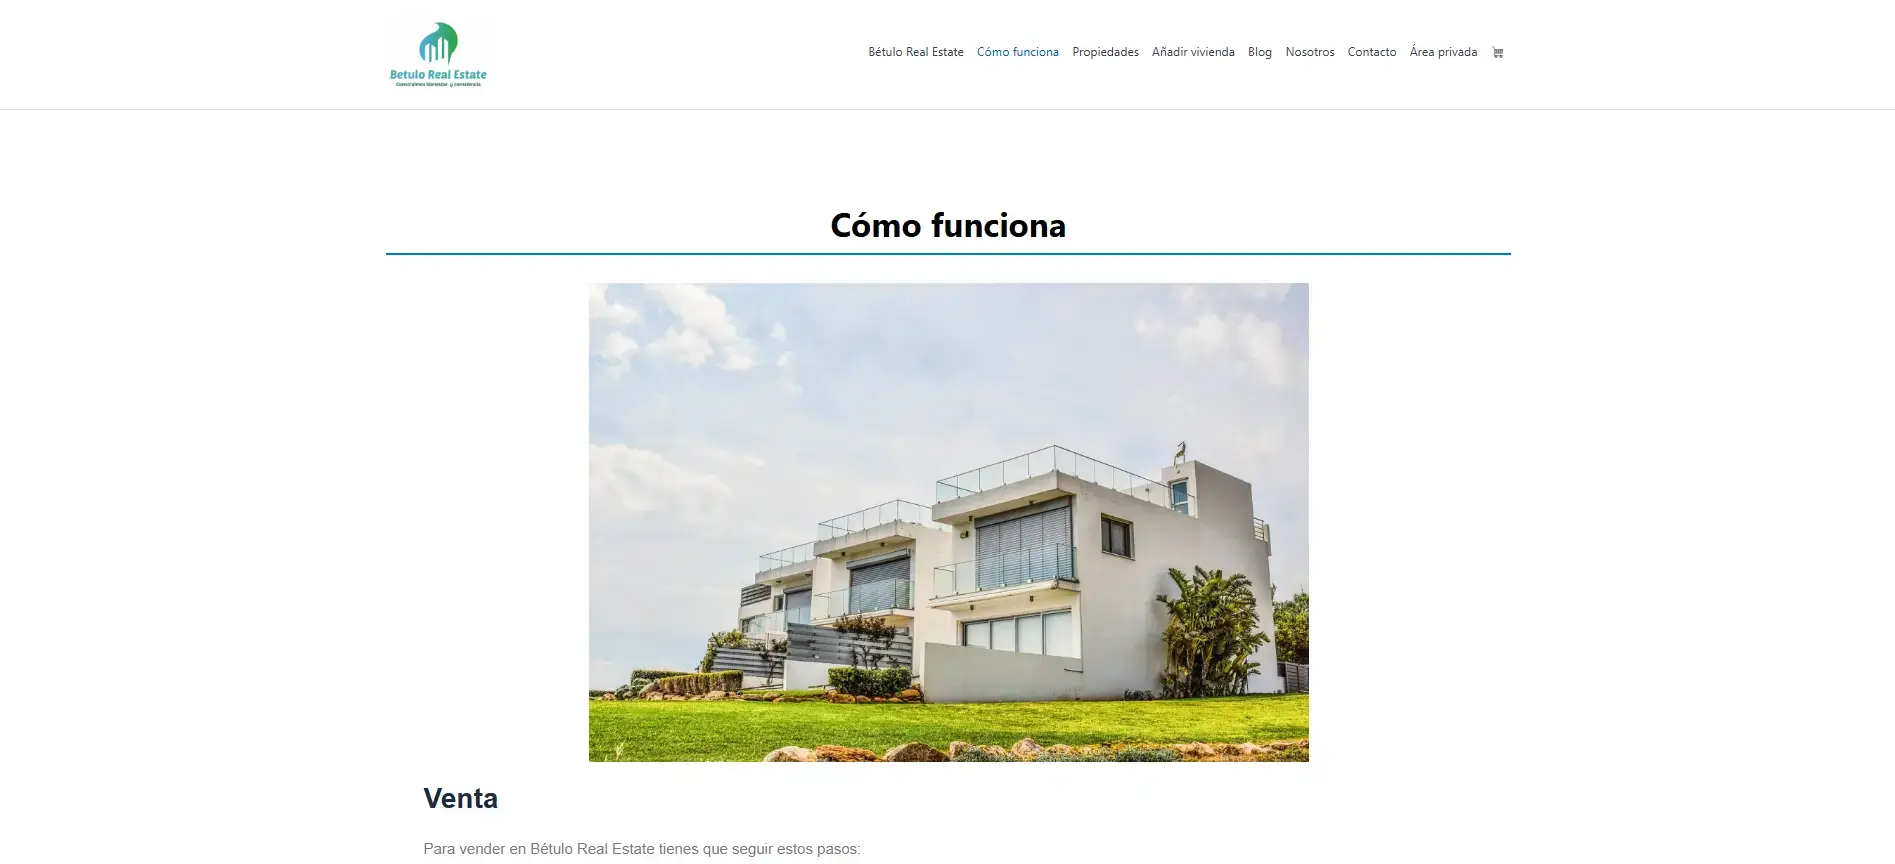 Betulo Real Estate
Construimos bienestar y consciencia
Bétulo Real Estate Cómo funciona Propiedades Añadir vivienda Blog Nosotros Contacto Área privada
Cómo funciona
Venta
Para vender en Bétulo Real Estate tienes que seguir estos pasos: